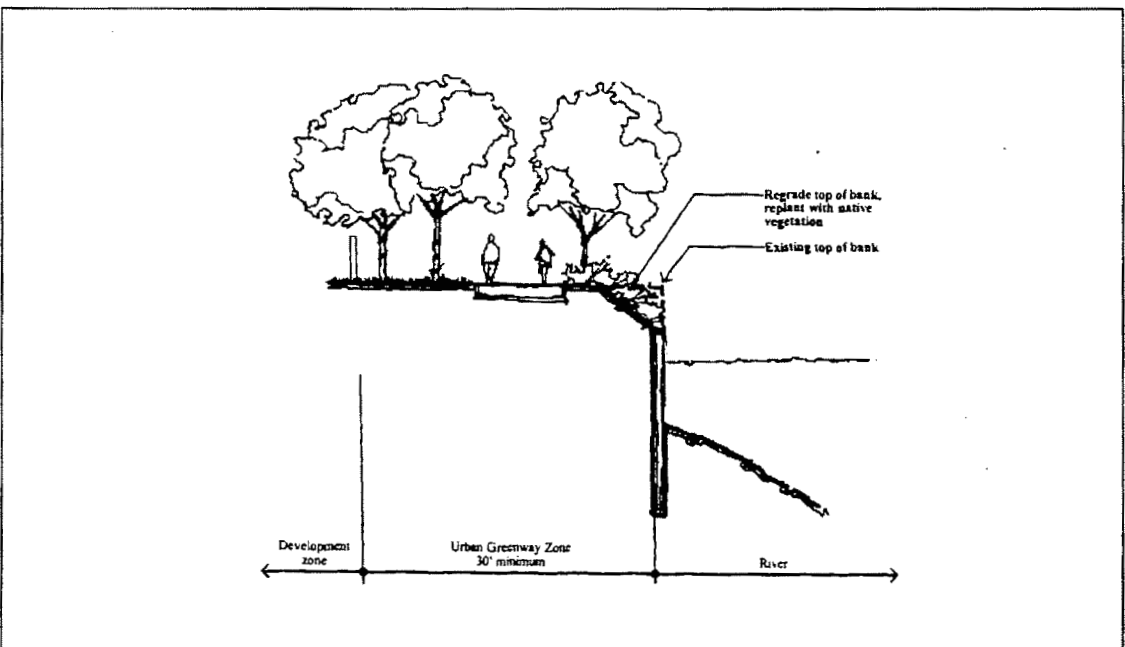 Regrade top of bank,
replant with native
vegetation
Existing top of bank
Development
zone
Urban Greenway Zone
30' minimum
River